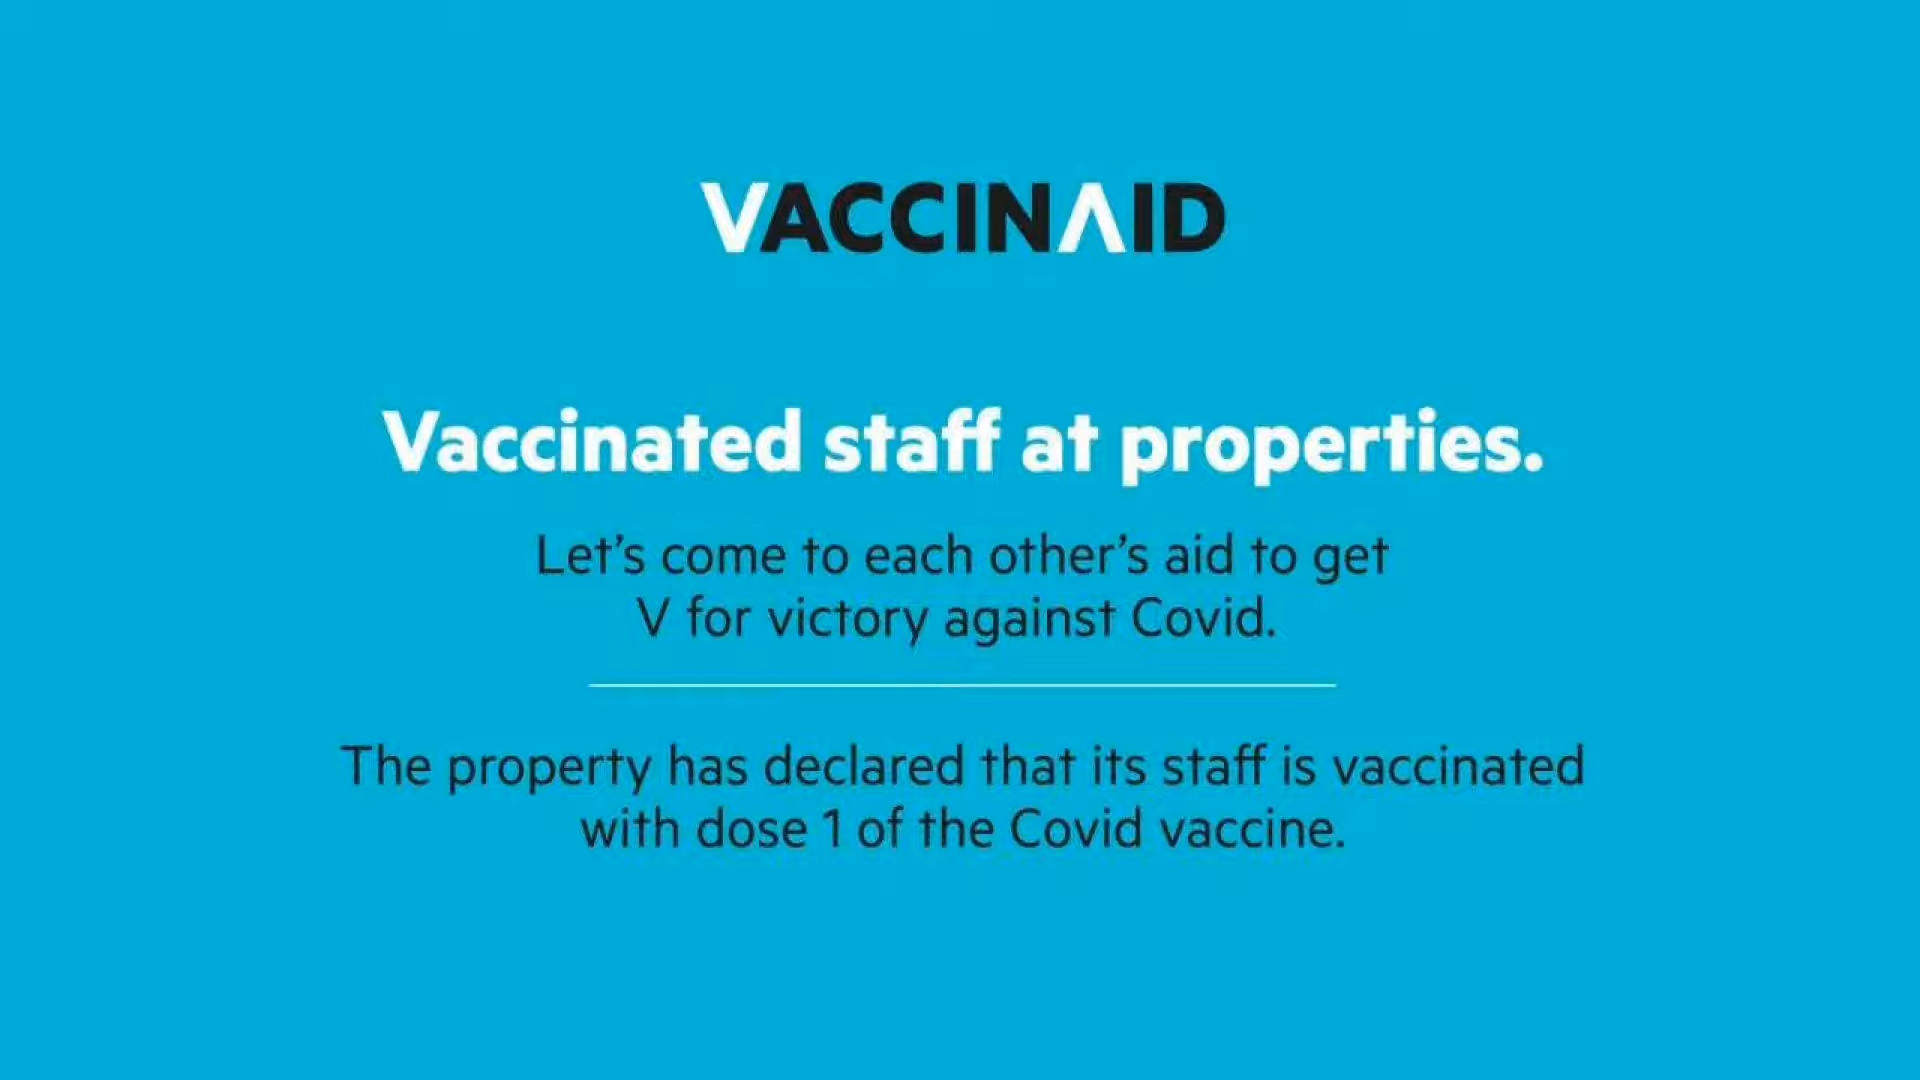 VACCINAID
Vaccinated staff at properties.
Let’s come to each other’s aid to get
V for victory against Covid.
The property has declared that its staff is vaccinated
with dose 1 of the Covid vaccine.